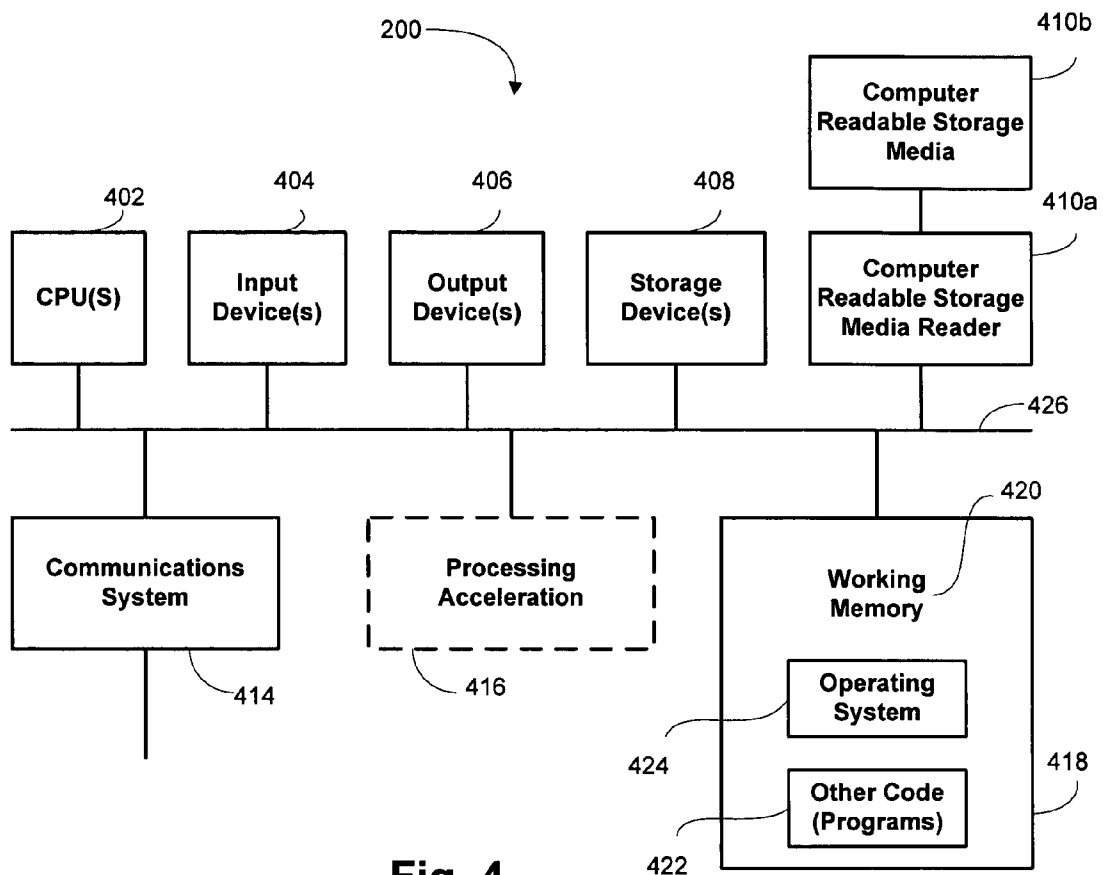 200
410b
Computer
Readable Storage
Media
402
404
406
408
410a
CPU(S)
Input
Device(s)
Output
Device(s)
Storage
Device(s)
Computer
Readable Storage
Media Reader
426
420
Communications
System
Processing
Acceleration
Working
Memory
414
416
Operating
System
424
418
Other Code
(Programs)
422
Fig. 4